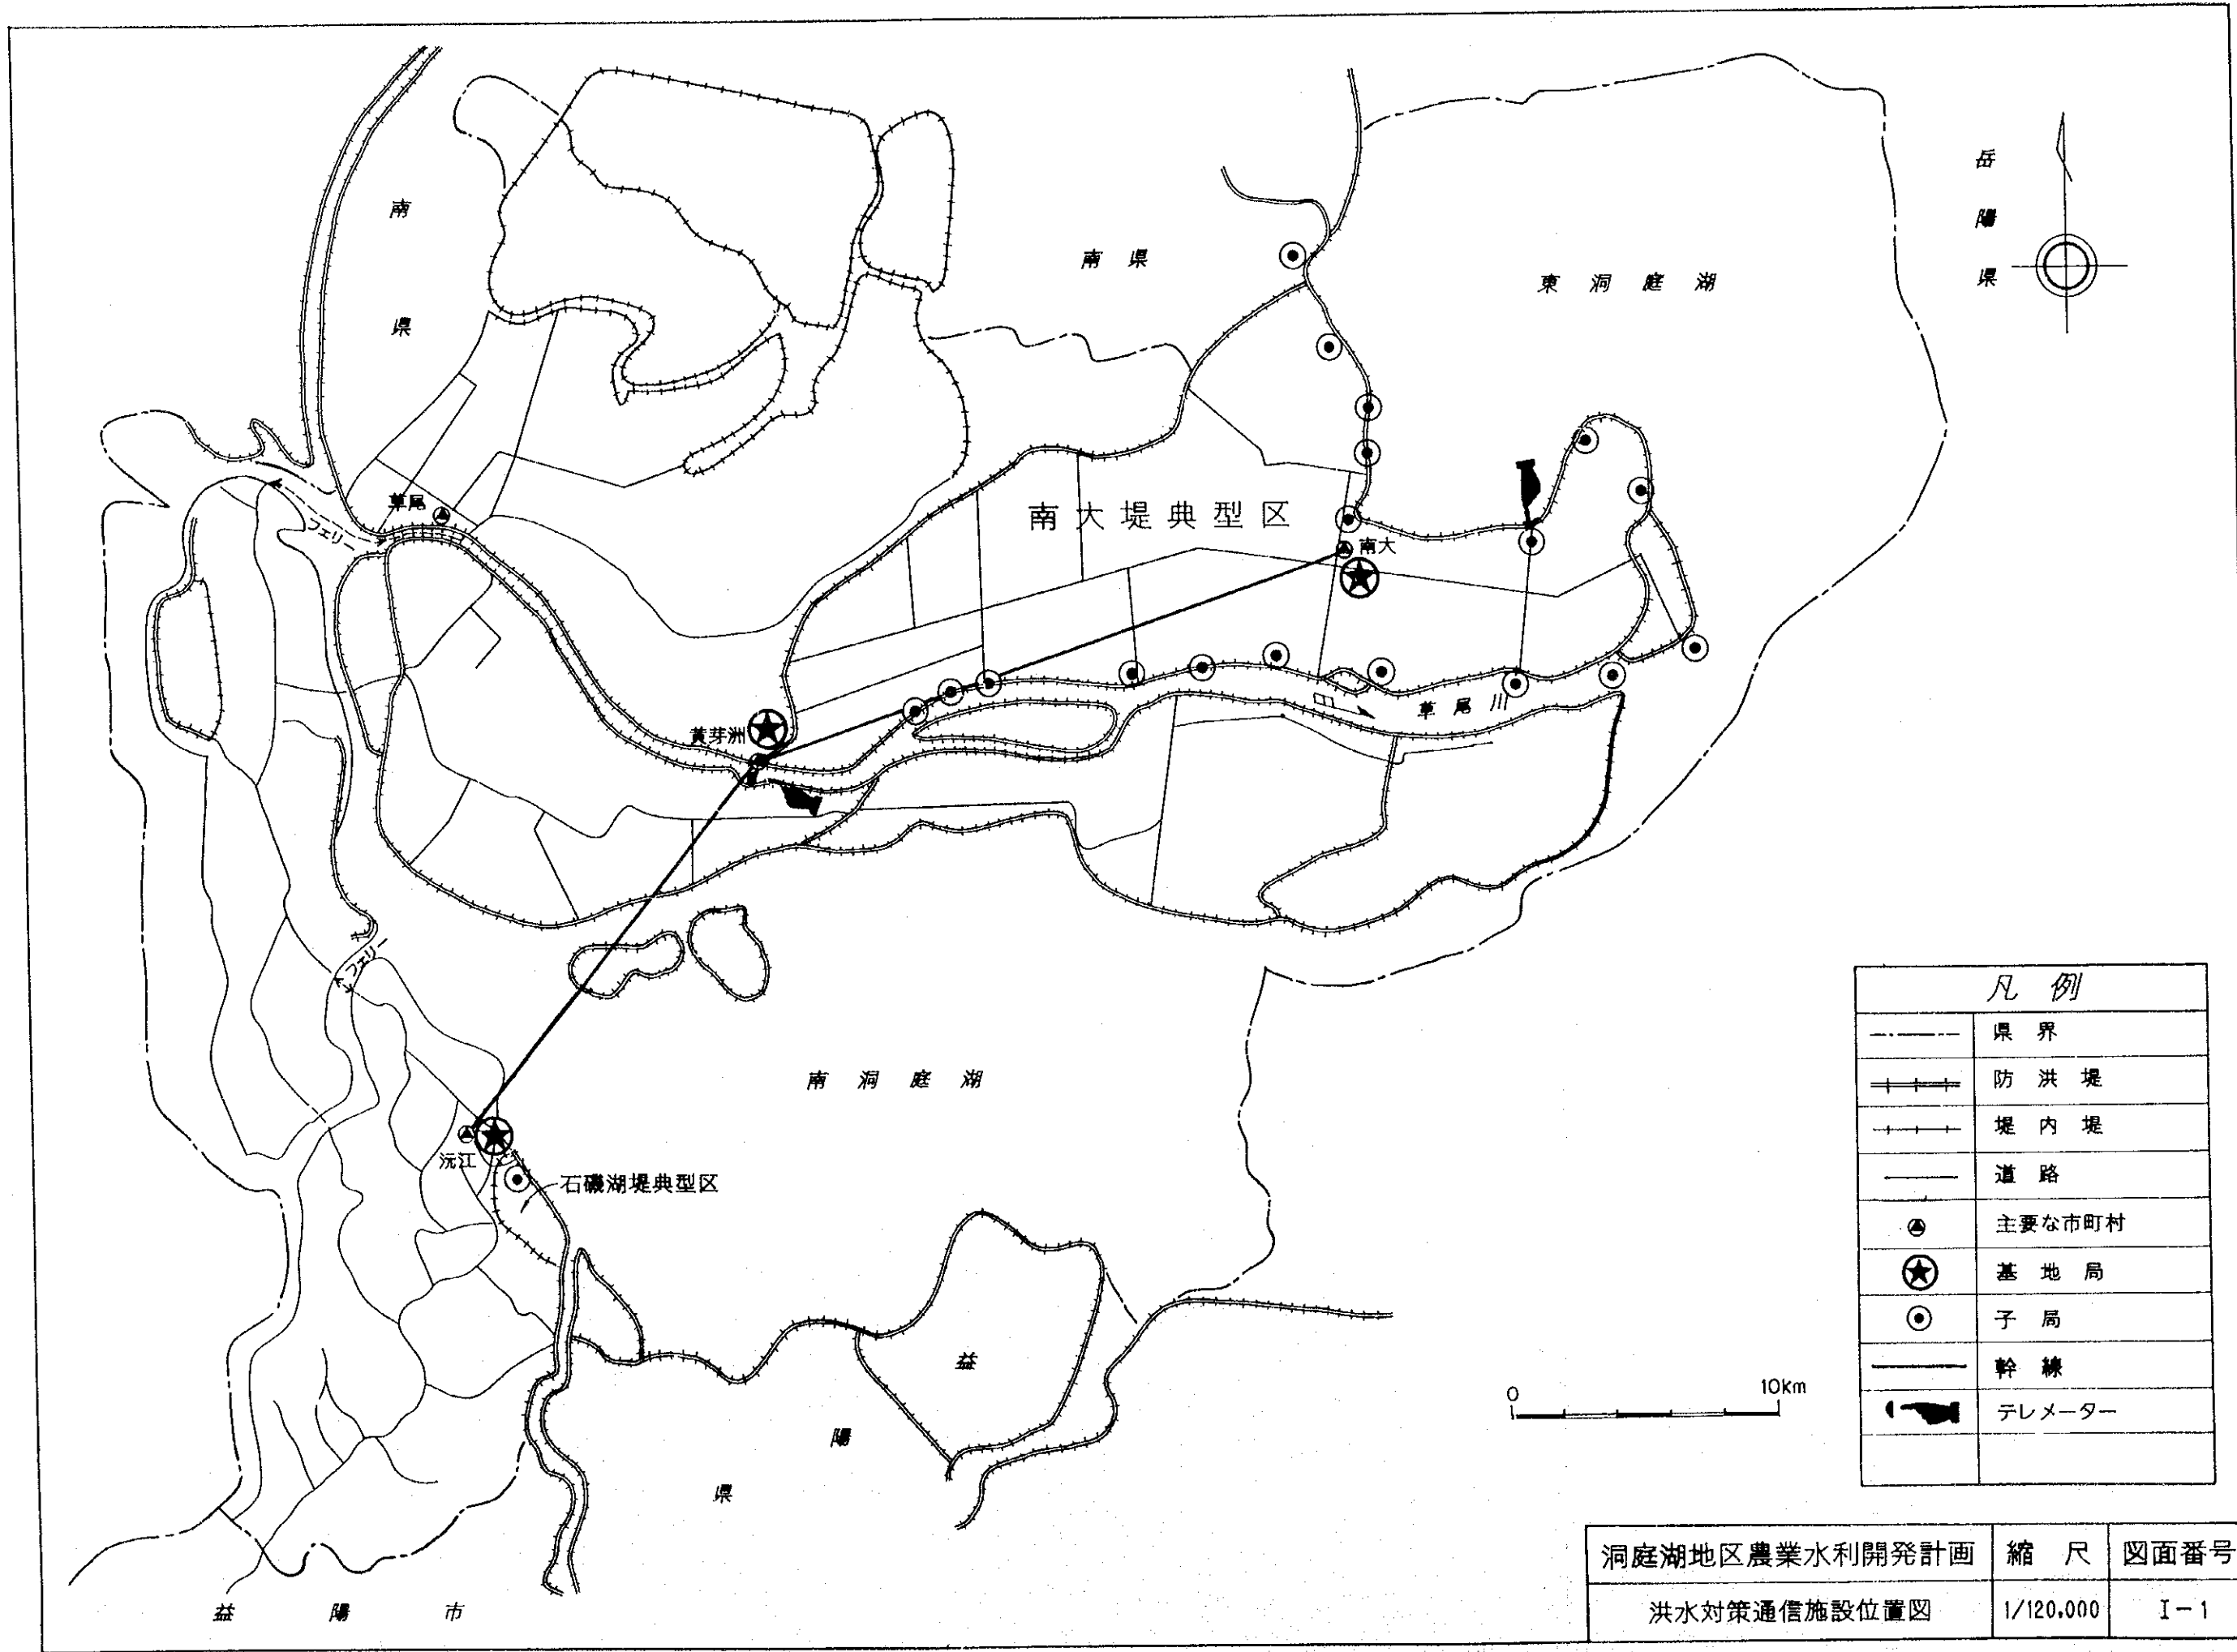 南県
南県
東洞庭湖
岳陽県
草尾
フェリー
南大堤典型区
南大
黄芽洲
草尾川
フェリー
南洞庭湖
沅江
石磯湖堤典型区
益陽県
益陽市
0 10km
凡例
県界
防洪堤
堤内堤
道路
主要な市町村
基地局
子局
幹線
テレメーター
洞庭湖地区農業水利開発計画 縮尺 図面番号
洪水対策通信施設位置図 1/120,000 I-1